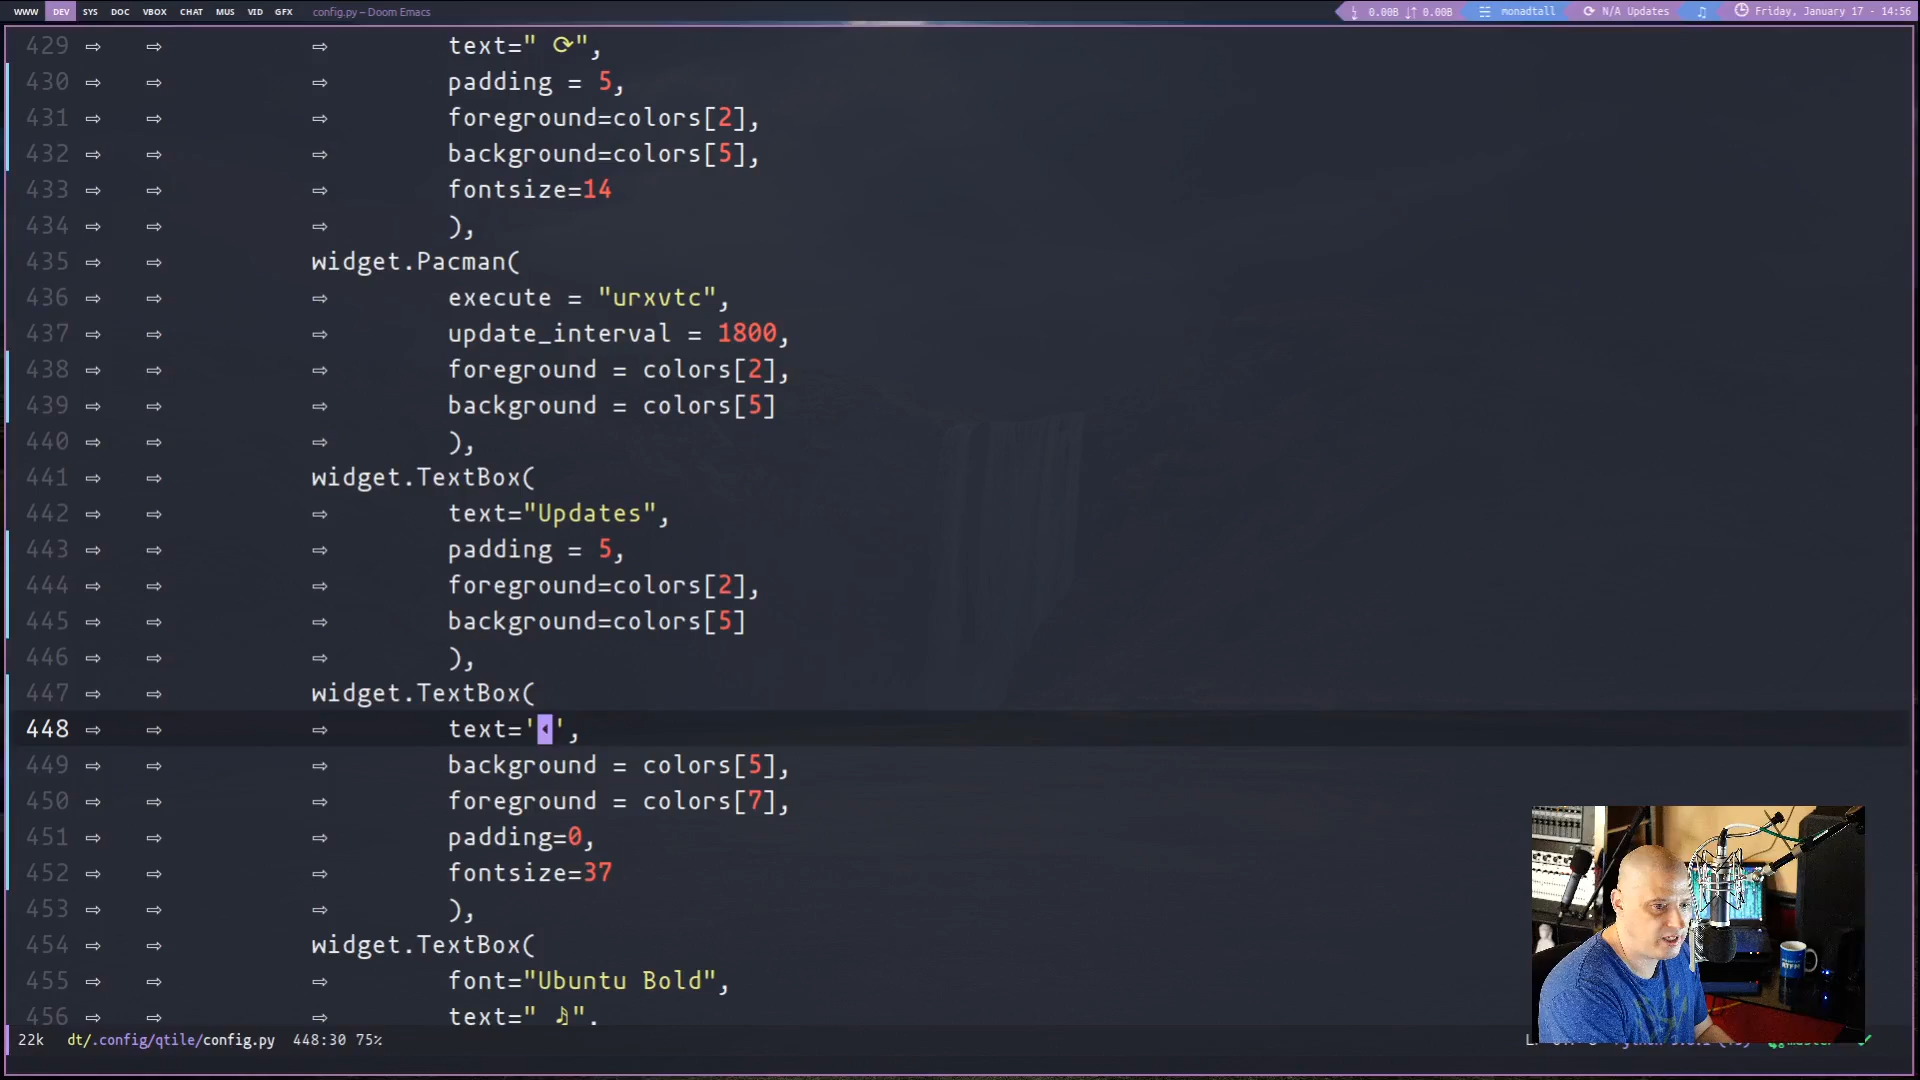 WWW DEV SYS DOC VBOX CHAT MUS VID GFX config.py – Doom Emacs 0.00B ↓↑ 0.00B monadtall ⟳ N/A Updates ♫ Friday, January 17 - 14:56
429 ⇨ ⇨ ⇨ text=" ⟳",
430 ⇨ ⇨ ⇨ padding = 5,
431 ⇨ ⇨ ⇨ foreground=colors[2],
432 ⇨ ⇨ ⇨ background=colors[5],
433 ⇨ ⇨ ⇨ fontsize=14
434 ⇨ ⇨ ⇨ ),
435 ⇨ ⇨ widget.Pacman(
436 ⇨ ⇨ ⇨ execute = "urxvtc",
437 ⇨ ⇨ ⇨ update_interval = 1800,
438 ⇨ ⇨ ⇨ foreground = colors[2],
439 ⇨ ⇨ ⇨ background = colors[5]
440 ⇨ ⇨ ⇨ ),
441 ⇨ ⇨ widget.TextBox(
442 ⇨ ⇨ ⇨ text="Updates",
443 ⇨ ⇨ ⇨ padding = 5,
444 ⇨ ⇨ ⇨ foreground=colors[2],
445 ⇨ ⇨ ⇨ background=colors[5]
446 ⇨ ⇨ ⇨ ),
447 ⇨ ⇨ widget.TextBox(
448 ⇨ ⇨ ⇨ text='◂',
449 ⇨ ⇨ ⇨ background = colors[5],
450 ⇨ ⇨ ⇨ foreground = colors[7],
451 ⇨ ⇨ ⇨ padding=0,
452 ⇨ ⇨ ⇨ fontsize=37
453 ⇨ ⇨ ⇨ ),
454 ⇨ ⇨ widget.TextBox(
455 ⇨ ⇨ ⇨ font="Ubuntu Bold",
456 ⇨ ⇨ ⇨ text=" ♫",
22k dt/.config/qtile/config.py 448:30 75%